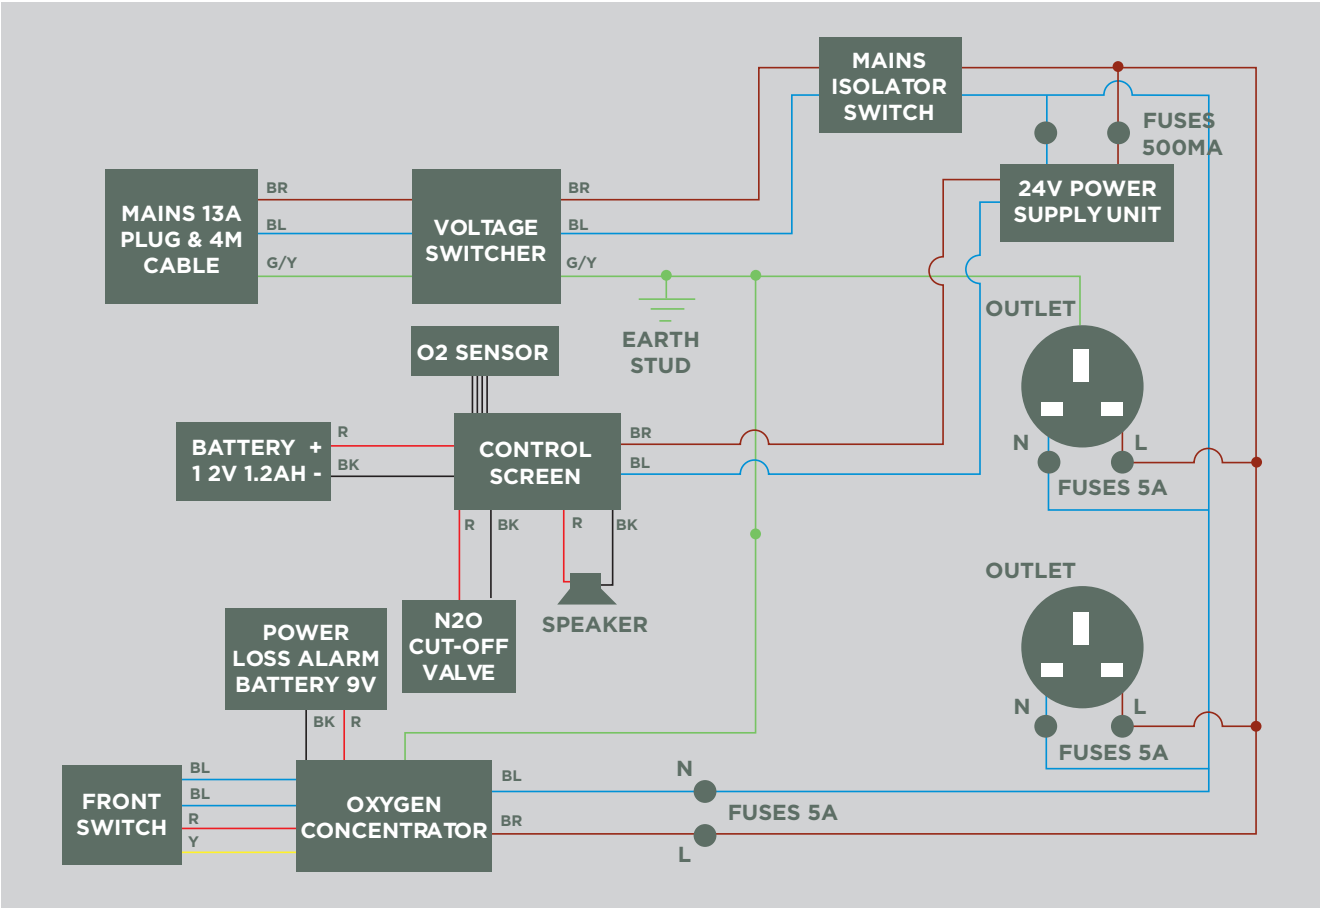 MAINS
ISOLATOR
SWITCH
FUSES
500MA
MAINS 13A
PLUG & 4M
CABLE
BR
BL
G/Y
VOLTAGE
SWITCHER
BR
BL
G/Y
24V POWER
SUPPLY UNIT
EARTH
STUD
OUTLET
N
L
FUSES 5A
O2 SENSOR
BATTERY +
1 2V 1.2AH -
R
BK
CONTROL
SCREEN
BR
BL
R
BK
R
BK
N2O
CUT-OFF
VALVE
SPEAKER
OUTLET
N
L
FUSES 5A
POWER
LOSS ALARM
BATTERY 9V
BK
R
FRONT
SWITCH
BL
BL
R
Y
OXYGEN
CONCENTRATOR
BL
BR
N
FUSES 5A
L